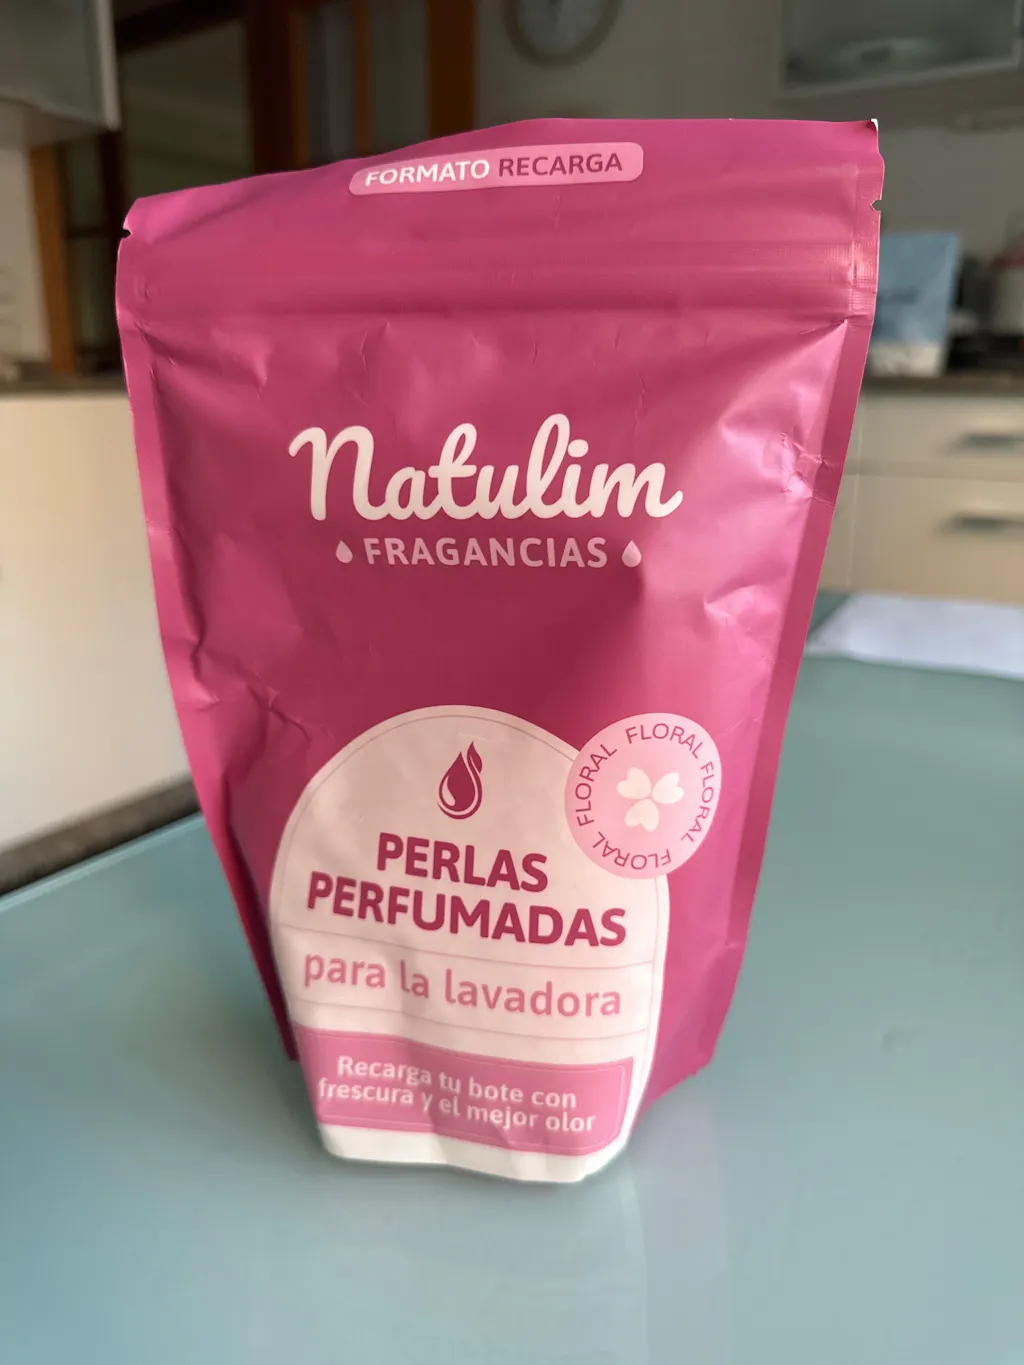 FORMATO RECARGA
Natulim
FRAGANCIAS
FLORAL FLORAL FLORAL FLORAL FLORAL
PERLAS
PERFUMADAS
para la lavadora
Recarga tu bote con
frescura y el mejor olor